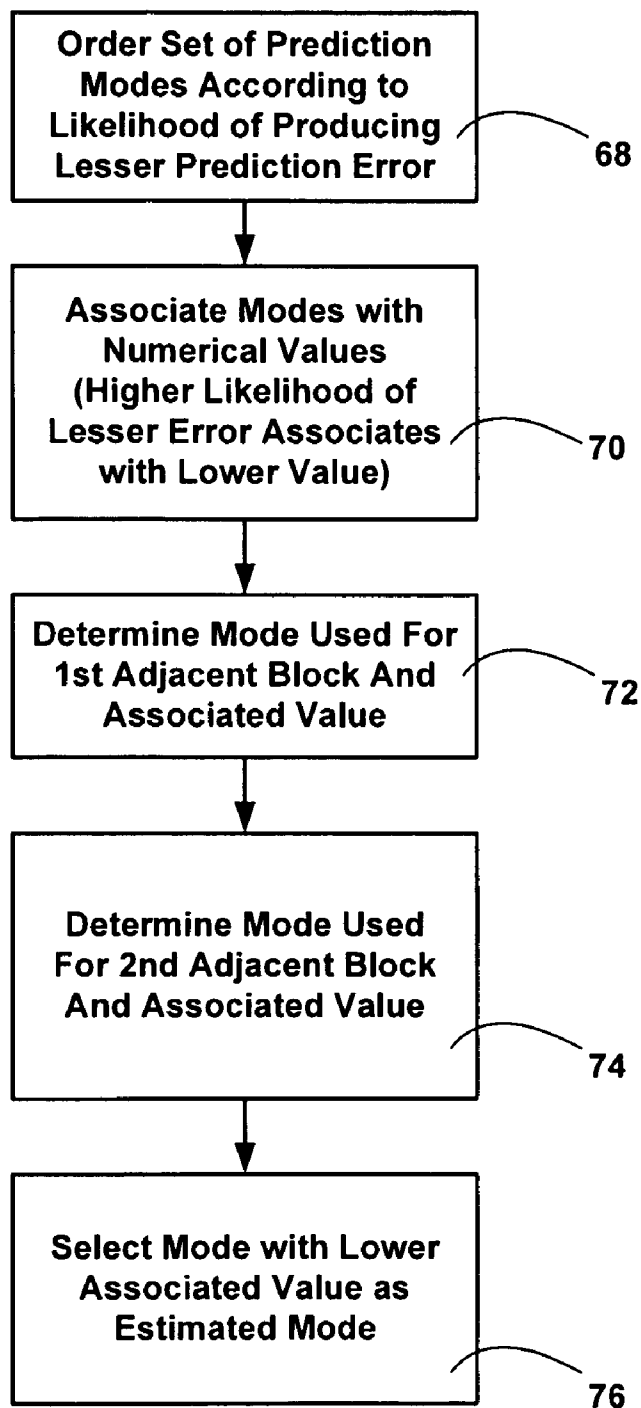 Order Set of Prediction
Modes According to
Likelihood of Producing
Lesser Prediction Error
68
Associate Modes with
Numerical Values
(Higher Likelihood of
Lesser Error Associates
with Lower Value)
70
Determine Mode Used For
1st Adjacent Block And
Associated Value
72
Determine Mode Used
For 2nd Adjacent Block
And Associated Value
74
Select Mode with Lower
Associated Value as
Estimated Mode
76